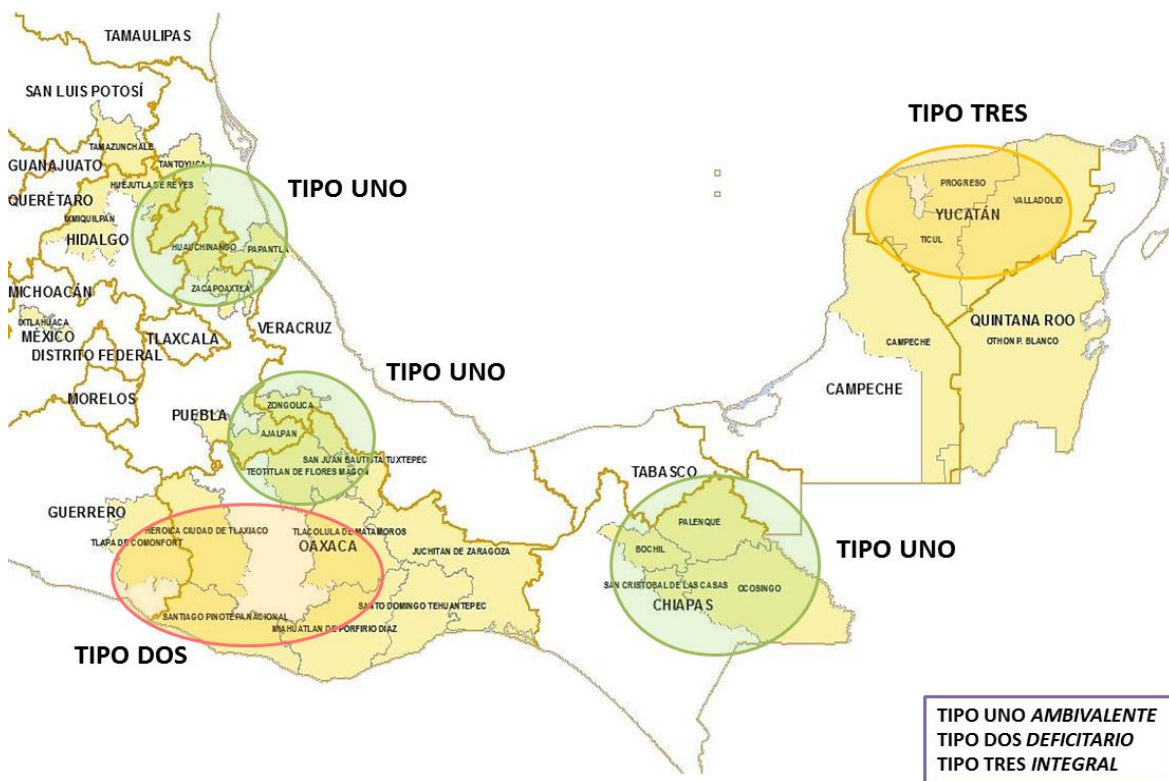 TAMAULIPAS
SAN LUIS POTOSÍ
TIPO TRES
TAMAZUNCHALE
GUANAJUATO
TANTOYUCA
HUEJUTLA DE REYES
TIPO UNO
PROGRESO
QUERÉTARO
VALLADOLID
YUCATÁN
IXMIQUILPAN
HIDALGO
HUAUCHINANGO
PAPANTLA
TICUL
ZACAPOAXTLA
MICHOACÁN
IXTLAHUACA
MÉXICO
TLAXCALA
VERACRUZ
QUINTANA ROO
DISTRITO FEDERAL
CAMPECHE
OTHON P. BLANCO
TIPO UNO
MORELOS
CAMPECHE
ZONGOLICA
PUEBLA
AJALPAN
SAN JUAN BAUTISTA TUXTEPEC
TEOTITLAN DE FLORES MAGON
TABASCO
GUERRERO
HEROICA CIUDAD DE TLAXIACO
TLACOLULA DE MATAMOROS
PALENQUE
TLAPA DE COMONFORT
OAXACA
JUCHITAN DE ZARAGOZA
BOCHIL
TIPO UNO
SAN CRISTOBAL DE LAS CASAS
OCOSINGO
CHIAPAS
SANTO DOMINGO TEHUANTEPEC
SANTIAGO PINOTEPA NACIONAL
MIAHUATLAN DE PORFIRIO DIAZ
TIPO DOS
TIPO UNO AMBIVALENTE
TIPO DOS DEFICITARIO
TIPO TRES INTEGRAL